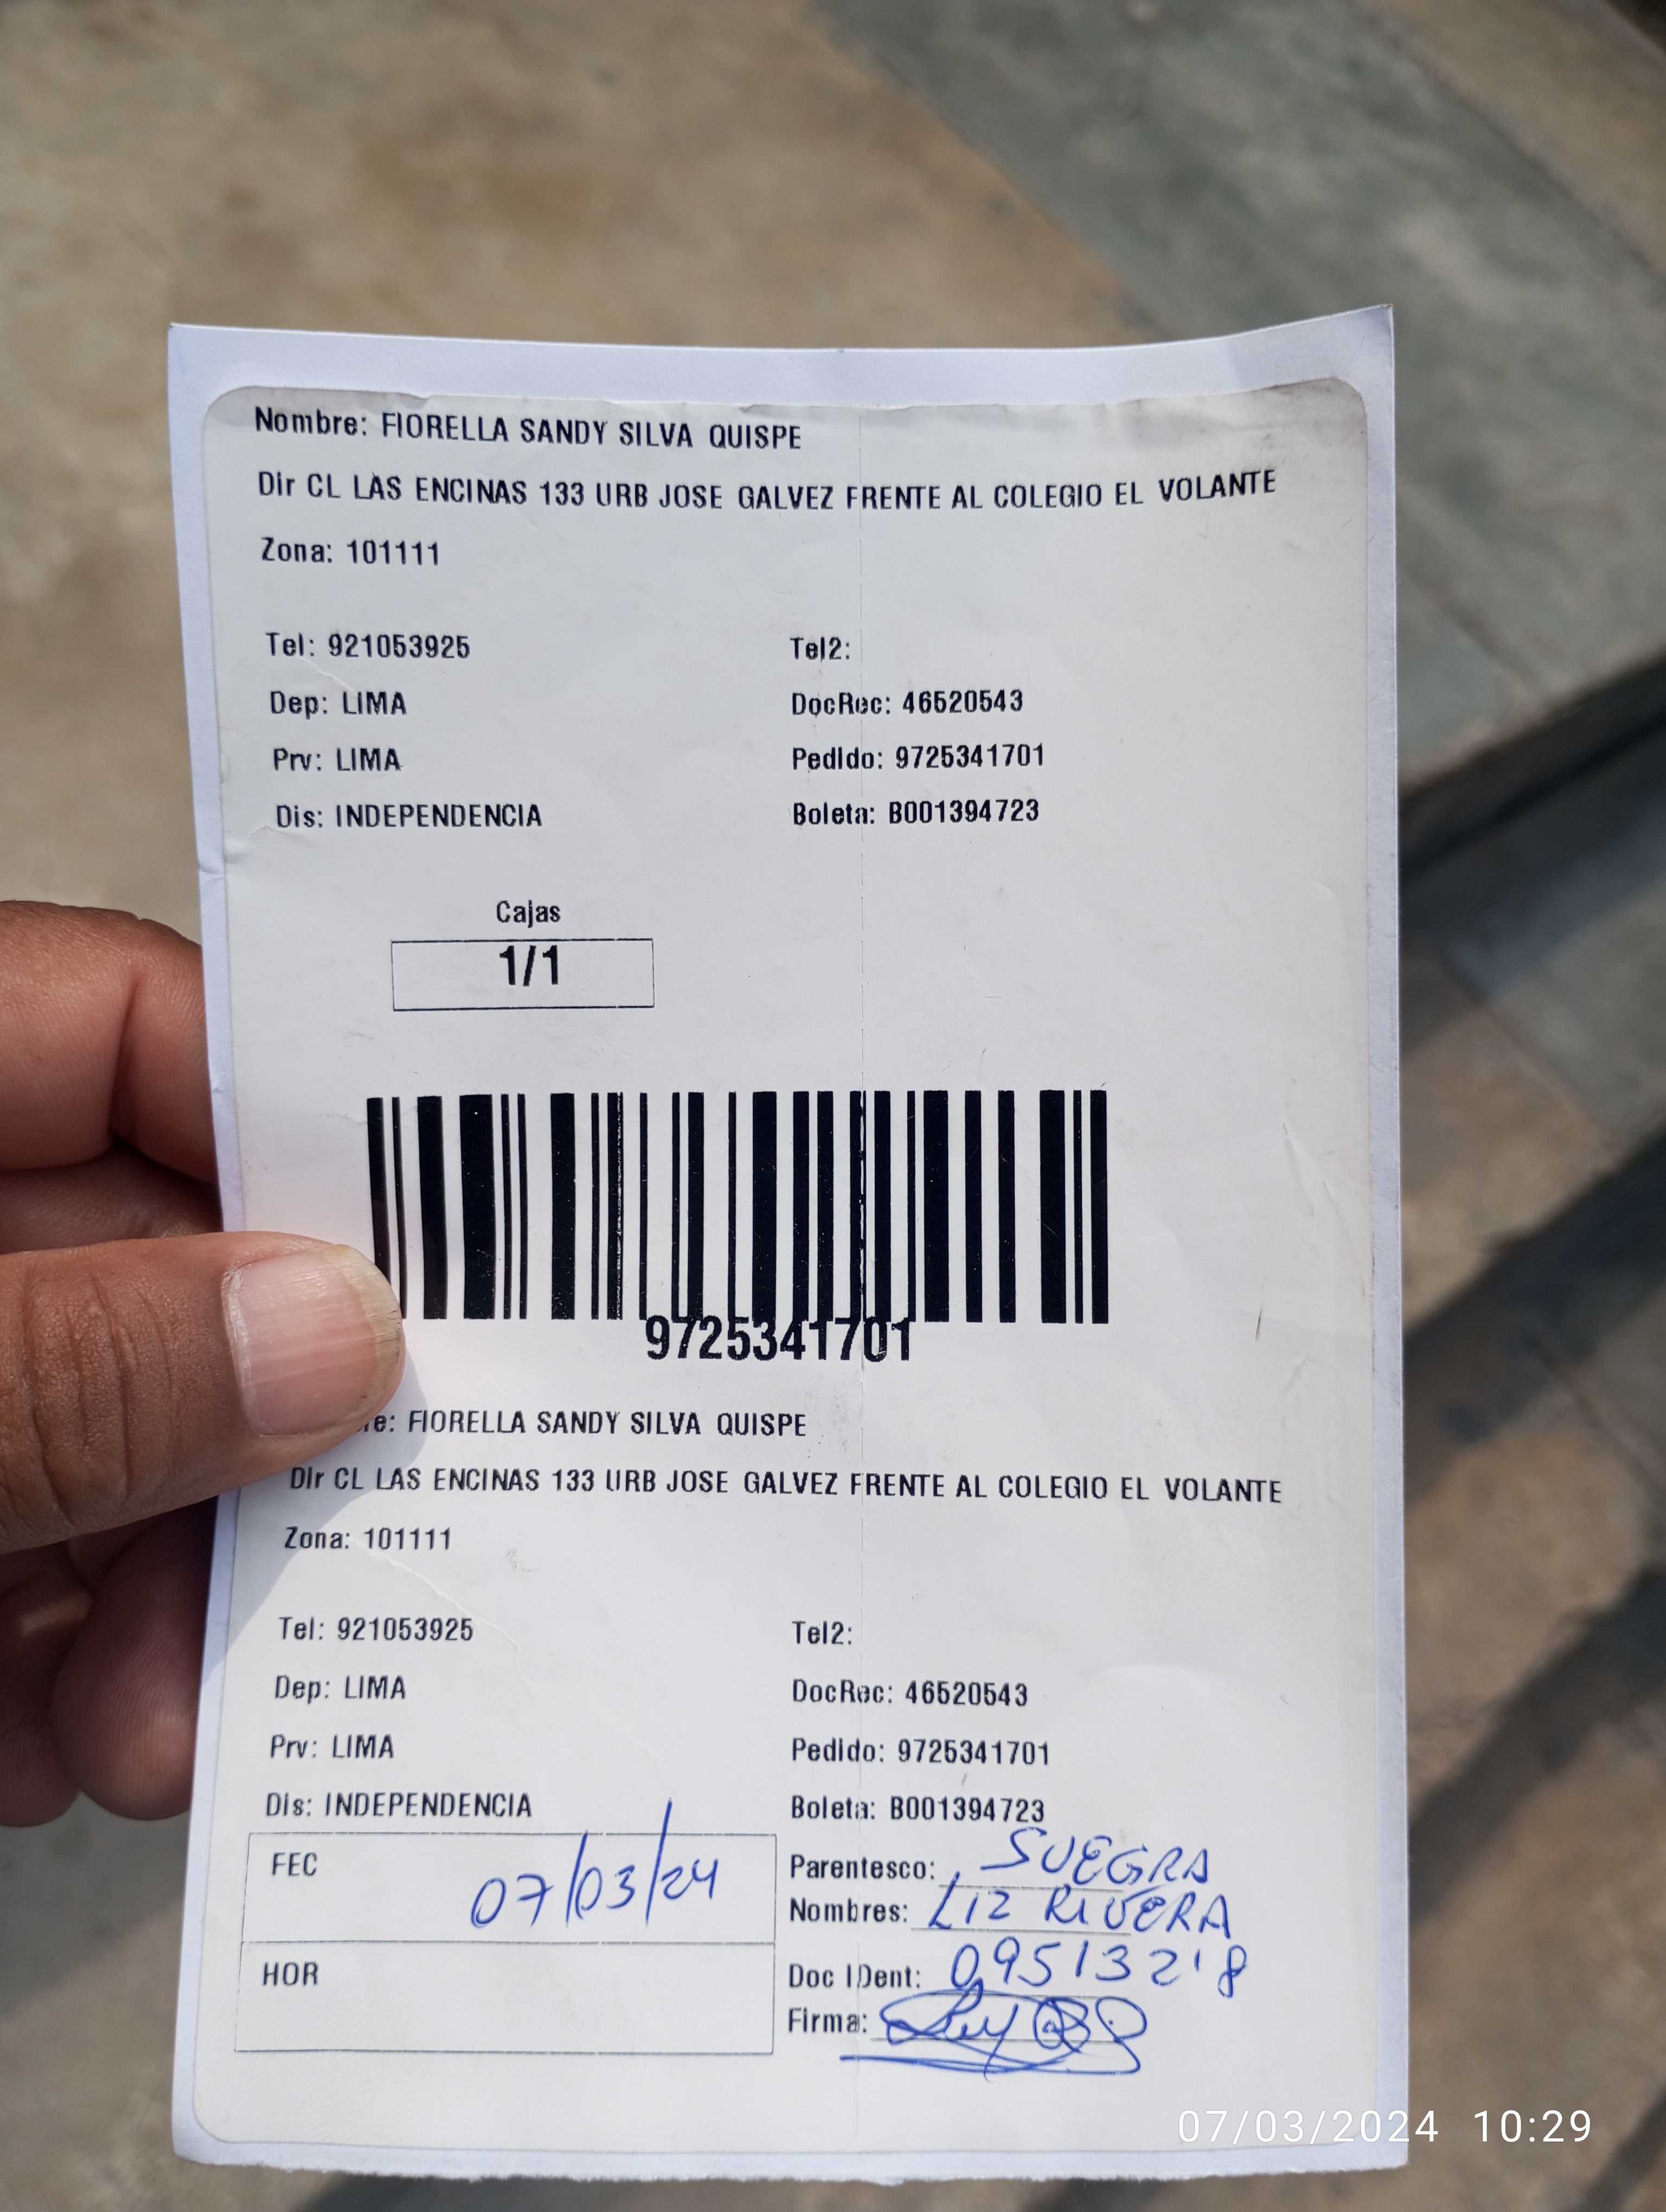 Nombre: FIORELLA SANDY SILVA QUISPE
Dir CL LAS ENCINAS 133 URB JOSE GALVEZ FRENTE AL COLEGIO EL VOLANTE
Zona: 101111
Tel: 921053925 Tel2:
Dep: LIMA DocRec: 46520543
Prv: LIMA Pedido: 9725341701
Dis: INDEPENDENCIA Boleta: B001394723
Cajas
1/1
9725341701
re: FIORELLA SANDY SILVA QUISPE
Dir CL LAS ENCINAS 133 URB JOSE GALVEZ FRENTE AL COLEGIO EL VOLANTE
Zona: 101111
Tel: 921053925 Tel2:
Dep: LIMA DocRec: 46520543
Prv: LIMA Pedido: 9725341701
Dis: INDEPENDENCIA Boleta: B001394723
FEC 07/03/24 Parentesco: SUEGRA
Nombres: LIZ RIVERA
HOR Doc IDent: 09513218
Firma:
07/03/2024 10:29